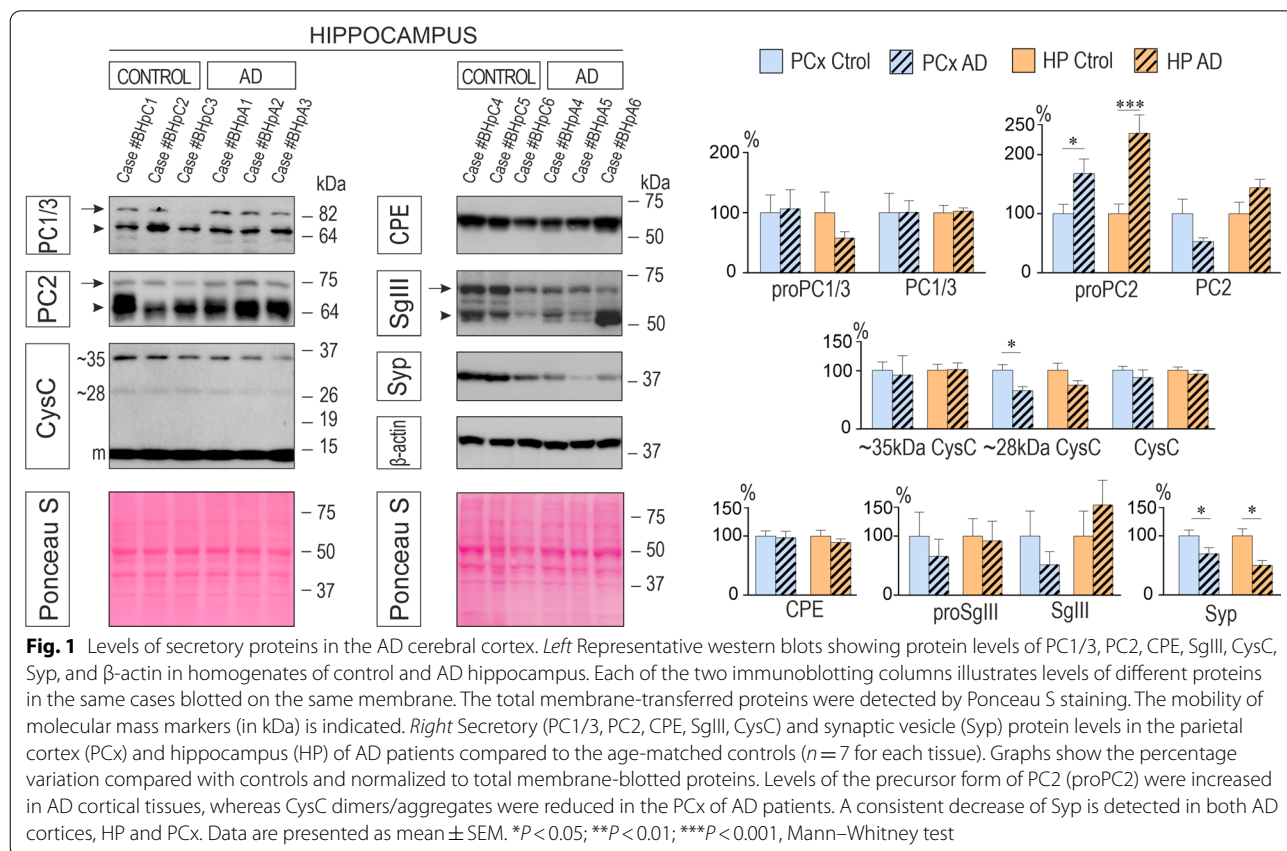 HIPPOCAMPUS
CONTROL AD
Case #BHpC1 Case #BHpC2 Case #BHpC3 Case #BHpA1 Case #BHpA2 Case #BHpA3
kDa
PC1/3
82
64
PC2
75
64
CysC
~35
~28
m
37
26
19
15
Ponceau S
75
50
37
CONTROL AD
Case #BHpC4 Case #BHpC5 Case #BHpC6 Case #BHpA4 Case #BHpA5 Case #BHpA6
kDa
CPE
75
50
SgIII
75
50
Syp
37
β-actin
37
Ponceau S
75
50
37
PCx Ctrol PCx AD HP Ctrol HP AD
%
200
100
0
proPC1/3 PC1/3
%
250
200
100
0
* ***
proPC2 PC2
%
150
100
0
*
~35kDa CysC ~28kDa CysC CysC
%
100
0
CPE
%
100
0
proSgIII SgIII
%
150
100
0
* *
Syp
Fig. 1 Levels of secretory proteins in the AD cerebral cortex. Left Representative western blots showing protein levels of PC1/3, PC2, CPE, SgIII, CysC,
Syp, and β-actin in homogenates of control and AD hippocampus. Each of the two immunoblotting columns illustrates levels of different proteins
in the same cases blotted on the same membrane. The total membrane-transferred proteins were detected by Ponceau S staining. The mobility of
molecular mass markers (in kDa) is indicated. Right Secretory (PC1/3, PC2, CPE, SgIII, CysC) and synaptic vesicle (Syp) protein levels in the parietal
cortex (PCx) and hippocampus (HP) of AD patients compared to the age-matched controls (n = 7 for each tissue). Graphs show the percentage
variation compared with controls and normalized to total membrane-blotted proteins. Levels of the precursor form of PC2 (proPC2) were increased
in AD cortical tissues, whereas CysC dimers/aggregates were reduced in the PCx of AD patients. A consistent decrease of Syp is detected in both AD
cortices, HP and PCx. Data are presented as mean ± SEM. *P < 0.05; **P < 0.01; ***P < 0.001, Mann–Whitney test